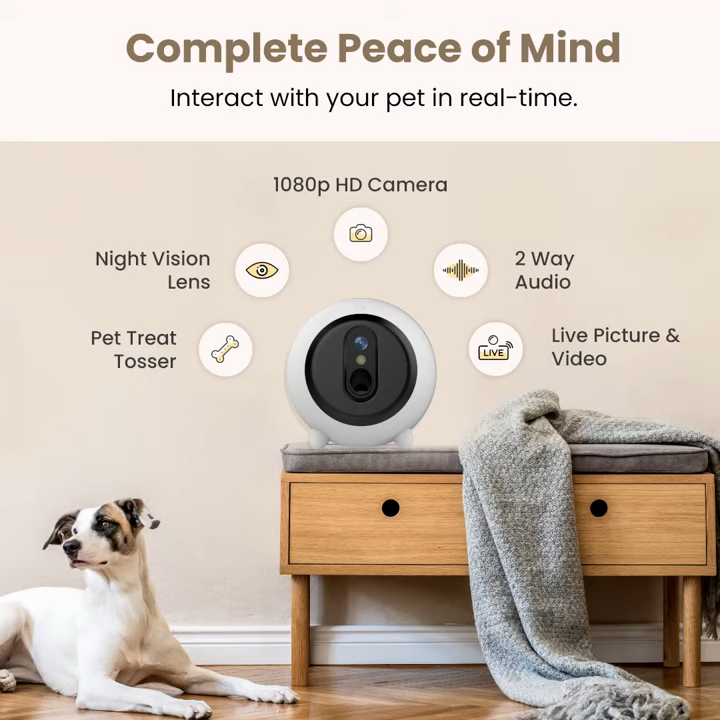 Complete Peace of Mind
Interact with your pet in real-time.
1080p HD Camera
Night Vision
Lens
2 Way
Audio
Pet Treat
Tosser
LIVE
Live Picture &
Video